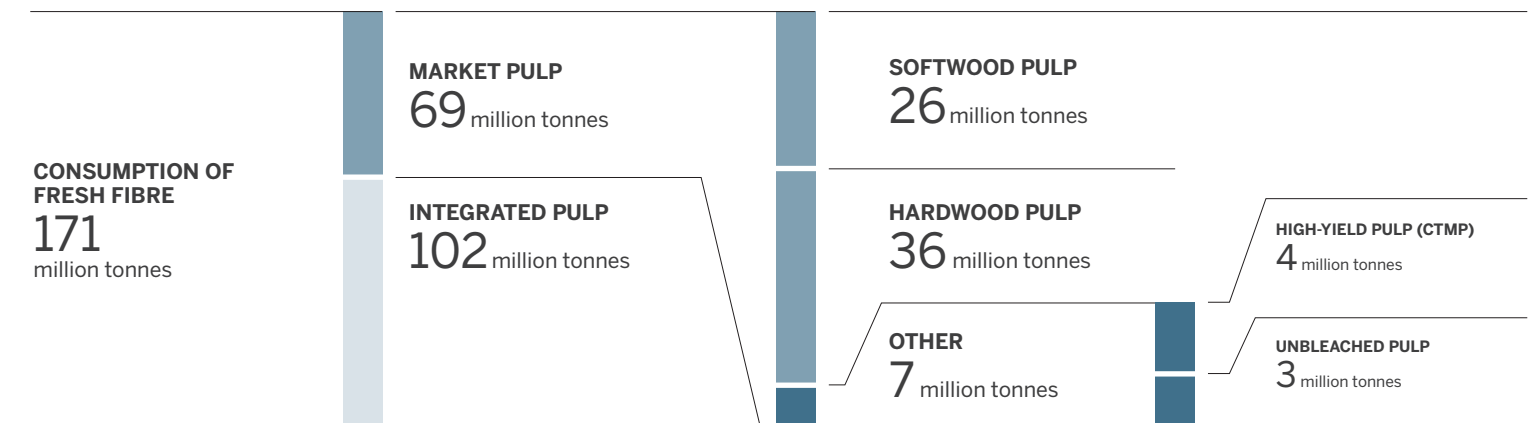 CONSUMPTION OF
FRESH FIBRE
171
million tonnes
MARKET PULP
69 million tonnes
INTEGRATED PULP
102 million tonnes
SOFTWOOD PULP
26 million tonnes
HARDWOOD PULP
36 million tonnes
OTHER
7 million tonnes
HIGH-YIELD PULP (CTMP)
4 million tonnes
UNBLEACHED PULP
3 million tonnes